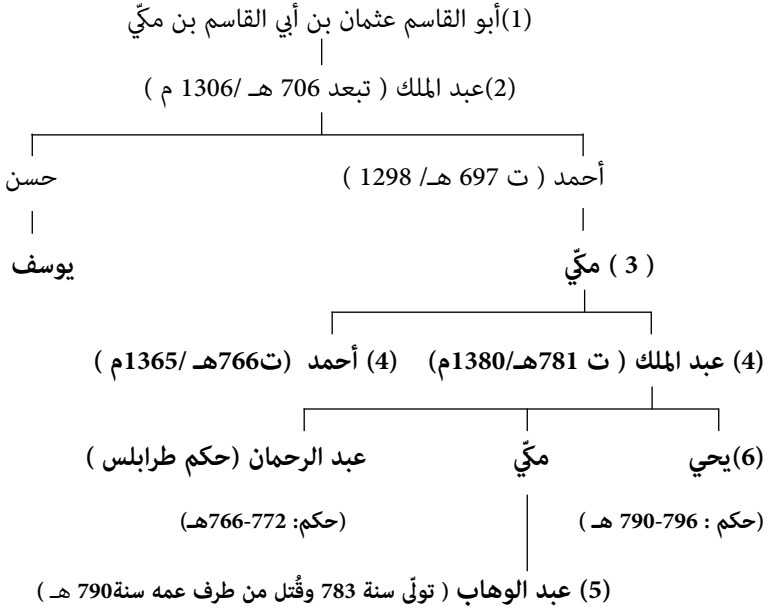 (1)أبو القاسم عثمان بن أبي القاسم بن مكّي
(2)عبد الملك ( تبعد 706 هـ /1306 م )
أحمد ( ت 697 هـ/ 1298 ) حسن
( 3 ) مكّي يوسف
(4) عبد الملك ( ت 781هـ/1380م) (4) أحمد (ت766هـ /1365م )
(6)يحي مكّي عبد الرحمان (حكم طرابلس )
(حكم : 790-796 هـ ) (حكم: 772-766هـ)
(5) عبد الوهاب ( تولّى سنة 783 وقُتل من طرف عمه سنة790 هـ )